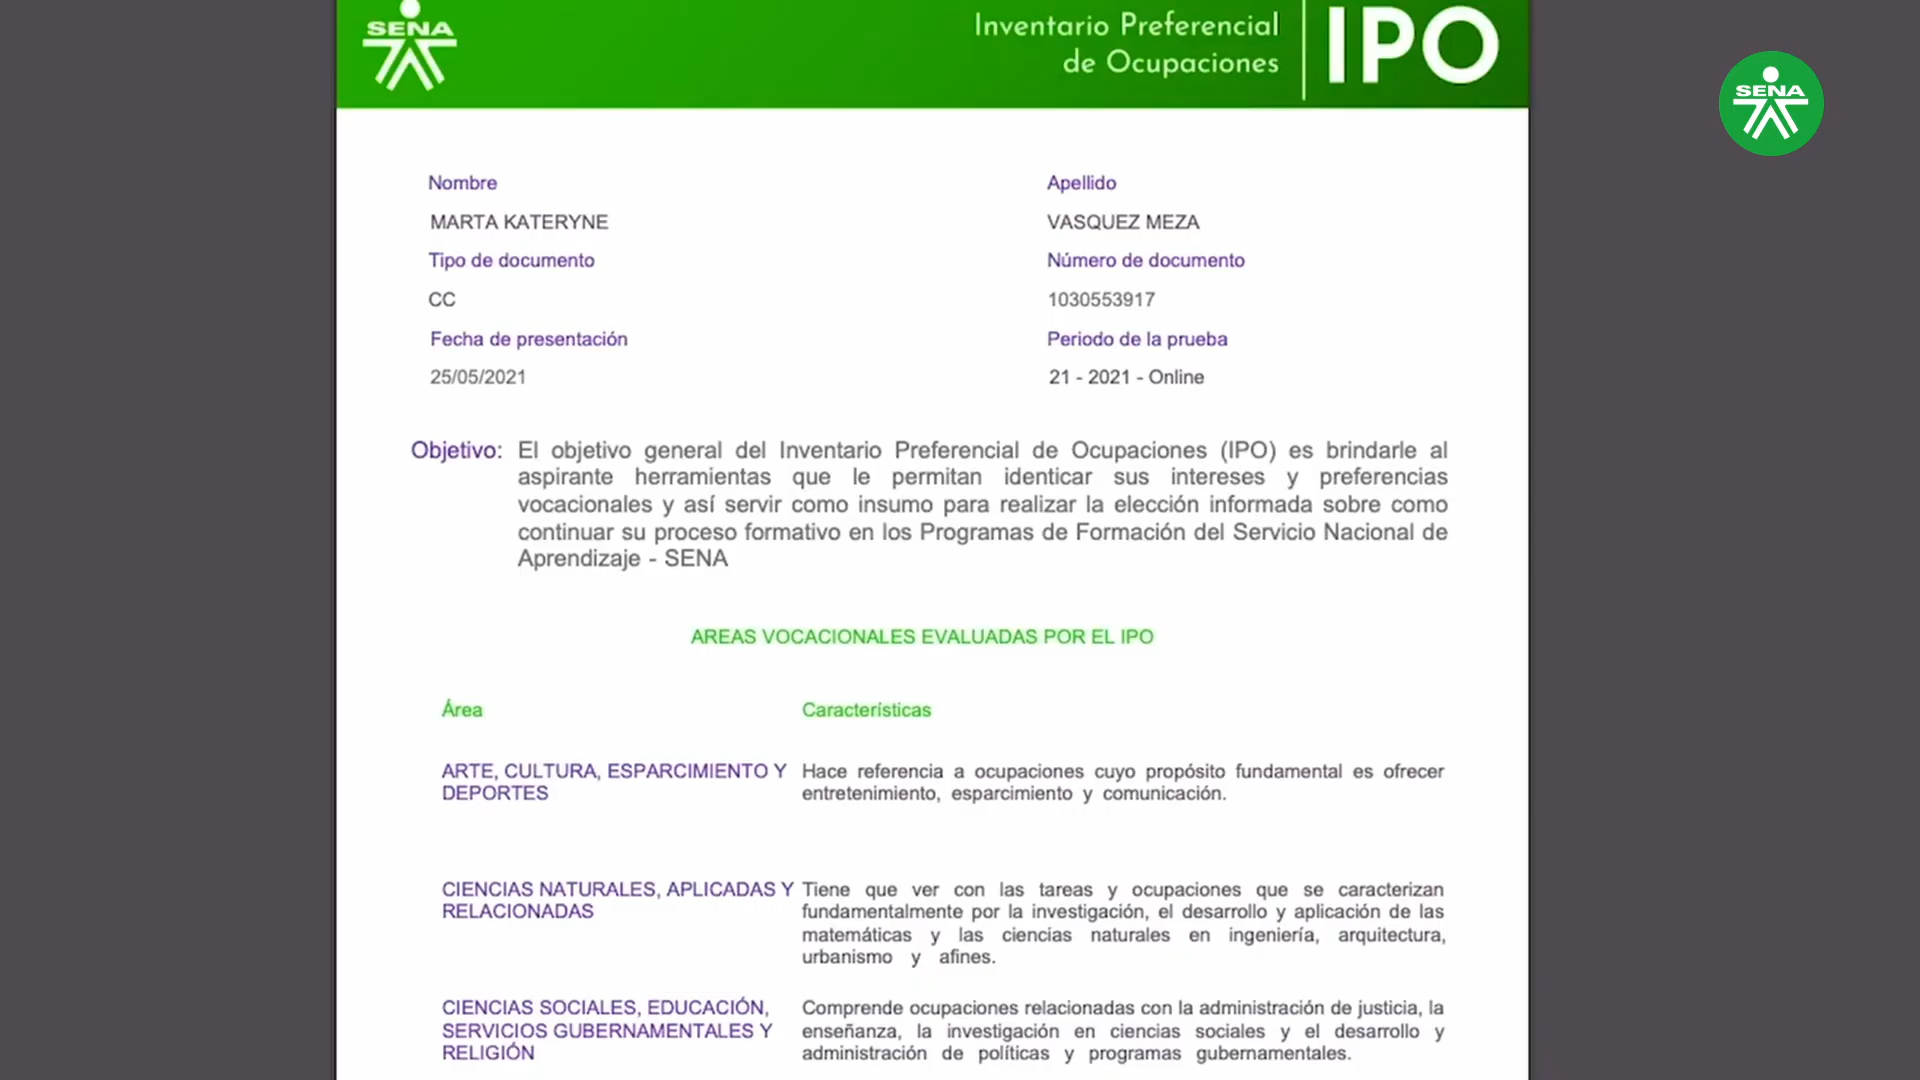 SENA
Inventario Preferencial
de Ocupaciones
IPO
SENA
Nombre
Apellido
MARTA KATERYNE
VASQUEZ MEZA
Tipo de documento
Número de documento
CC
1030553917
Fecha de presentación
Periodo de la prueba
25/05/2021
21 - 2021 - Online
Objetivo: El objetivo general del Inventario Preferencial de Ocupaciones (IPO) es brindarle al
aspirante herramientas que le permitan identicar sus intereses y preferencias
vocacionales y así servir como insumo para realizar la elección informada sobre como
continuar su proceso formativo en los Programas de Formación del Servicio Nacional de
Aprendizaje - SENA
AREAS VOCACIONALES EVALUADAS POR EL IPO
Área
Características
ARTE, CULTURA, ESPARCIMIENTO Y
DEPORTES
Hace referencia a ocupaciones cuyo propósito fundamental es ofrecer
entretenimiento, esparcimiento y comunicación.
CIENCIAS NATURALES, APLICADAS Y
RELACIONADAS
Tiene que ver con las tareas y ocupaciones que se caracterizan
fundamentalmente por la investigación, el desarrollo y aplicación de las
matemáticas y las ciencias naturales en ingeniería, arquitectura,
urbanismo y afines.
CIENCIAS SOCIALES, EDUCACIÓN,
SERVICIOS GUBERNAMENTALES Y
RELIGIÓN
Comprende ocupaciones relacionadas con la administración de justicia, la
enseñanza, la investigación en ciencias sociales y el desarrollo y
administración de políticas y programas gubernamentales.